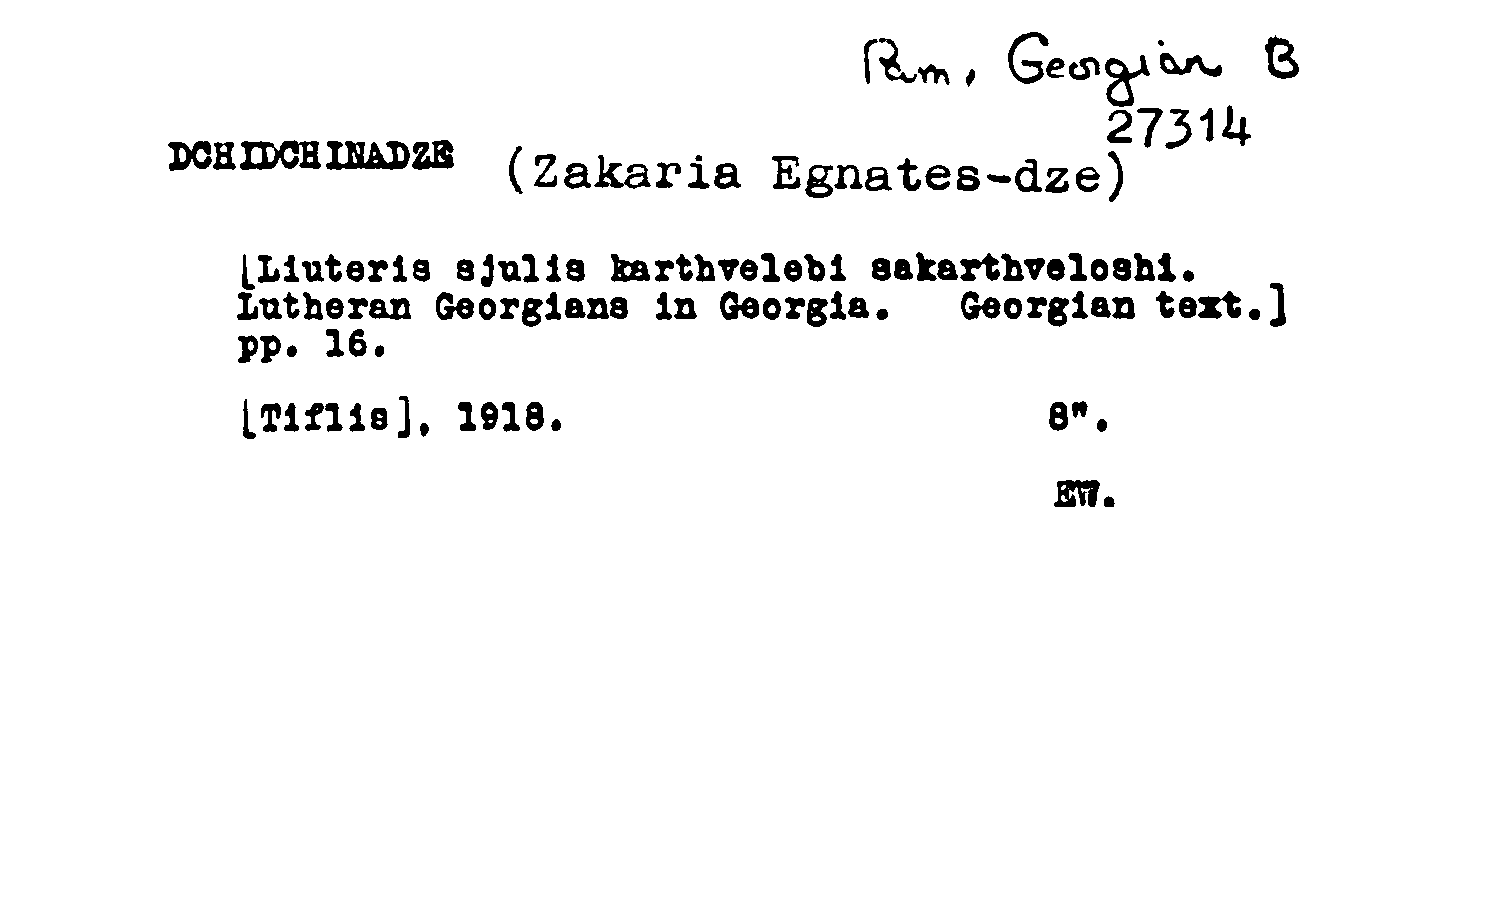 Pam. Georgian B
27314
DCHIDCHINADZE (Zakaria Egnates-dze)
[Liuteris sjulis karthvelebi sakarthveloshi.
Lutheran Georgians in Georgia. Georgian text.]
pp. 16.
[Tiflis], 1918. 8".
EW.